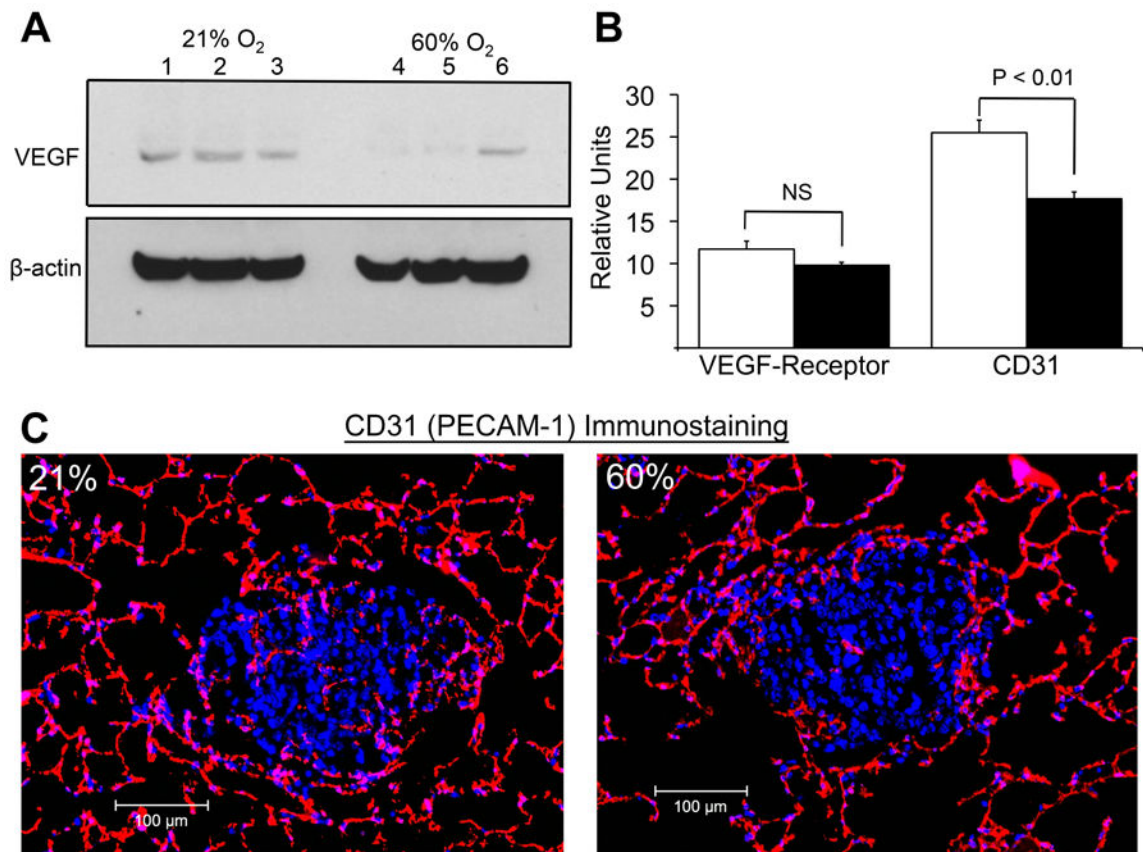 A
21% O₂
60% O₂
1 2 3 4 5 6
VEGF
β-actin
B
P < 0.01
NS
Relative Units
30
25
20
15
10
5
VEGF-Receptor
CD31
C
CD31 (PECAM-1) Immunostaining
21%
100 µm
60%
100 µm